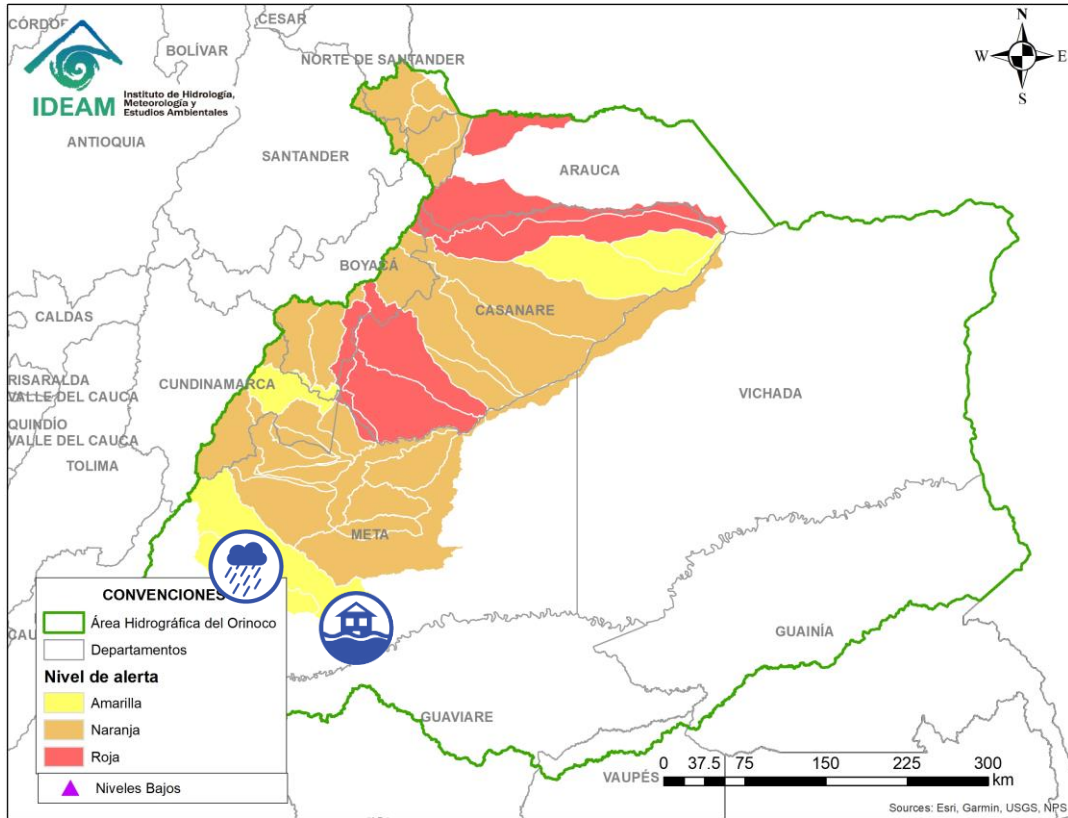 CÓRDO
CESAR
BOLÍVAR
NORTE DE SANTANDER
N
W
E
S
IDEAM
Instituto de Hidrología,
Meteorología y
Estudios Ambientales
ANTIOQUIA
SANTANDER
ARAUCA
BOYACÁ
CASANARE
CALDAS
RISARALDA
VALLE DEL CAUCA
CUNDINAMARCA
VICHADA
QUINDÍO
VALLE DEL CAUCA
TOLIMA
META
CONVENCIONES
Área Hidrográfica del Orinoco
CAU
Departamentos
Nivel de alerta
Amarilla
Naranja
Roja
Niveles Bajos
GUAINÍA
GUAVIARE
VAUPÉS
0 37.5 75 150 225 300
km
Sources: Esri, Garmin, USGS, NPS